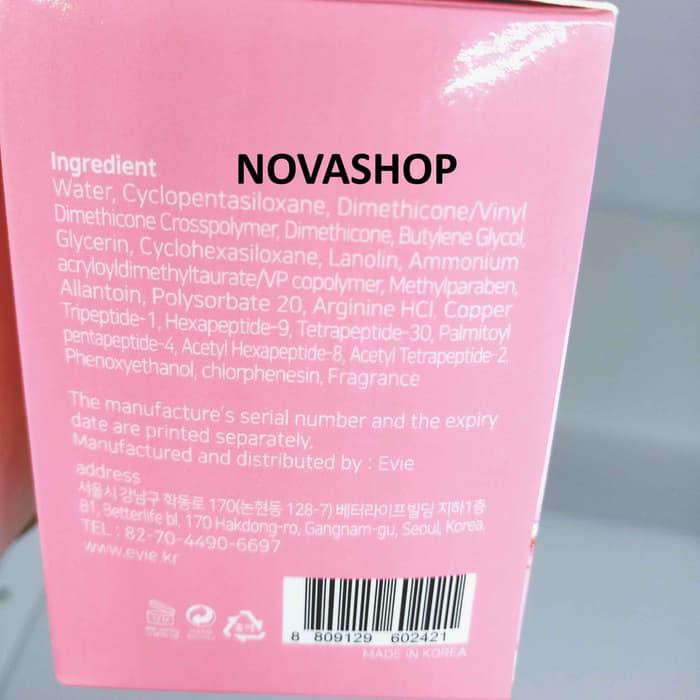 NOVASHOP
Ingredient
Water, Cyclopentasiloxane, Dimethicone/Vinyl
Dimethicone Crosspolymer, Dimethicone, Butylene Glycol,
Glycerin, Cyclohexasiloxane, Lanolin, Ammonium
acryloyldimethyltaurate/VP copolymer, Methylparaben,
Allantoin, Polysorbate 20, Arginine HCl, Copper
Tripeptide-1, Hexapeptide-9, Tetrapeptide-30, Palmitoyl
pentapeptide-4, Acetyl Hexapeptide-8, Acetyl Tetrapeptide-2,
Phenoxyethanol, chlorphenesin, Fragrance
The manufacture's serial number and the expiry
date are printed separately.
Manufactured and distributed by : Evie
address
서울시 강남구 학동로 170(논현동 128-7) 베터라이프빌딩 지하1층
B1, Betterlife bl, 170 Hakdong-ro, Gangnam-gu, Seoul, Korea.
TEL : 82-70-4490-6697
www.evie.kr
8 809129 602421
MADE IN KOREA